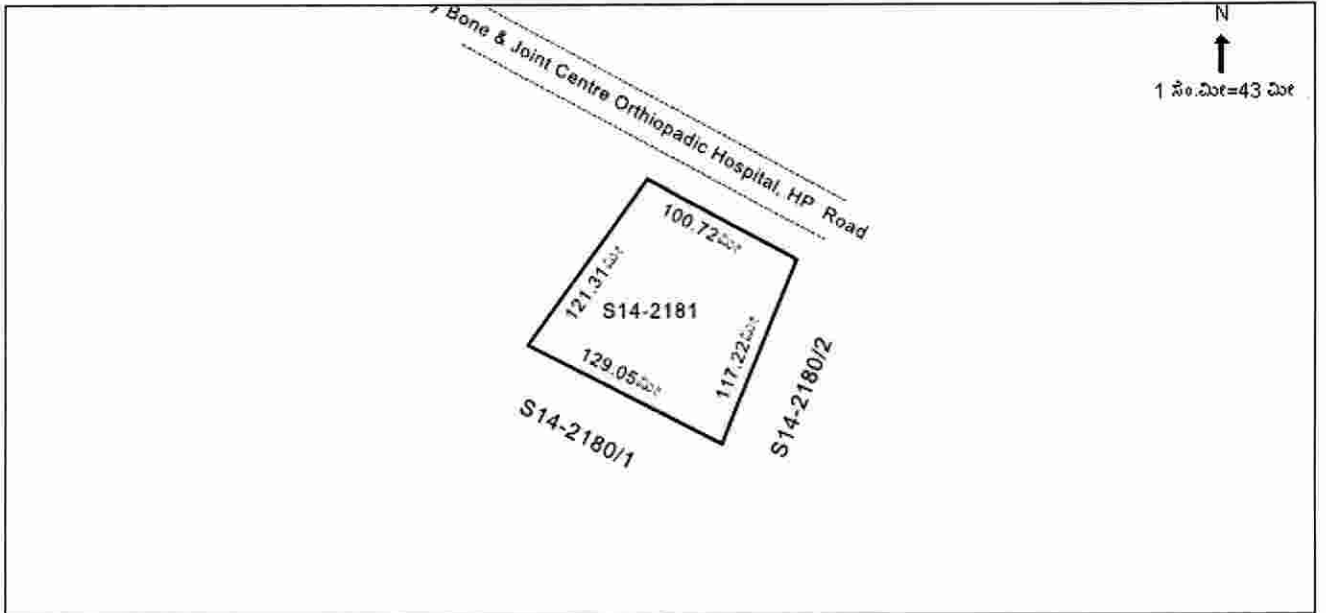 N
1 ಸೆಂ.ಮೀ=43 ಮೀ
Bone & Joint Centre Orthiopadic Hospital, HP Road
100.72ಮೀ
121.31ಮೀ
S14-2181
117.22ಮೀ
129.05ಮೀ
S14-2180/2
S14-2180/1